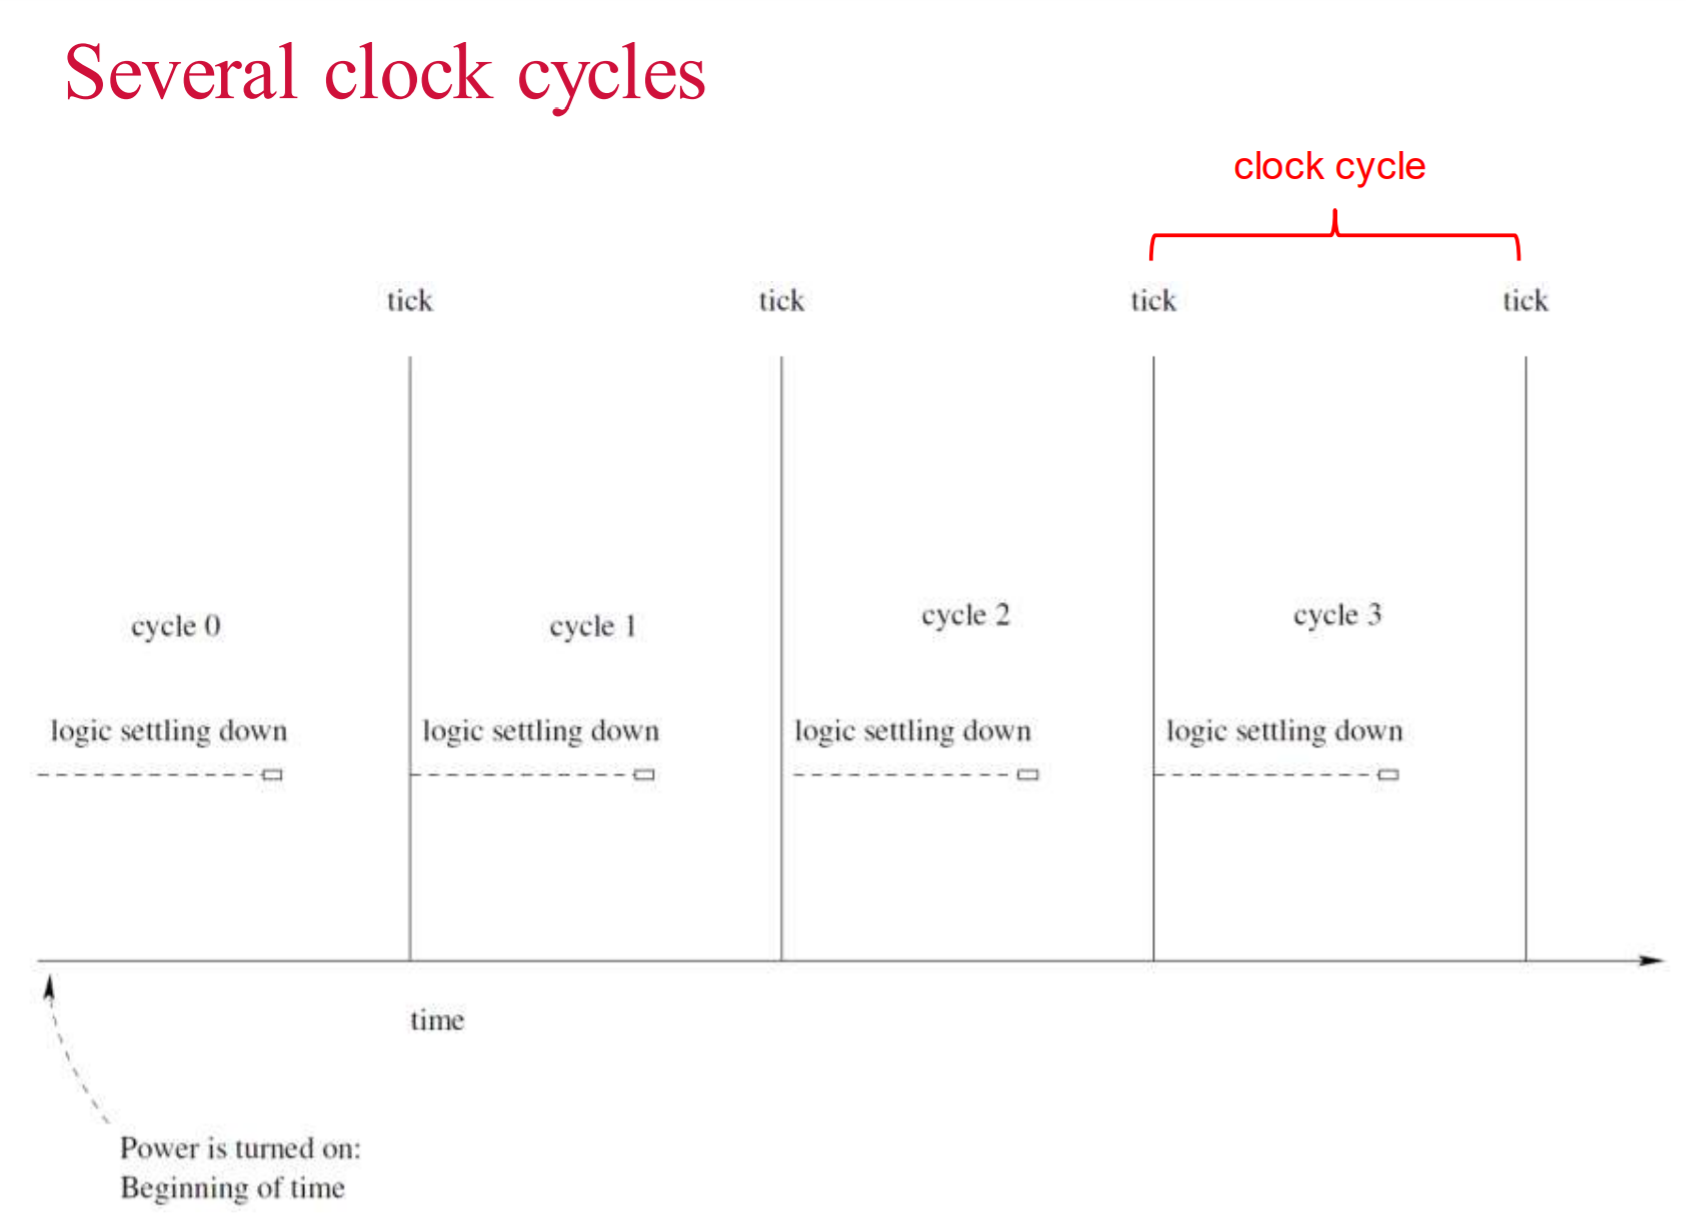 Several clock cycles
clock cycle
tick tick tick tick
cycle 0 cycle 1 cycle 2 cycle 3
logic settling down logic settling down logic settling down logic settling down
time
Power is turned on:
Beginning of time